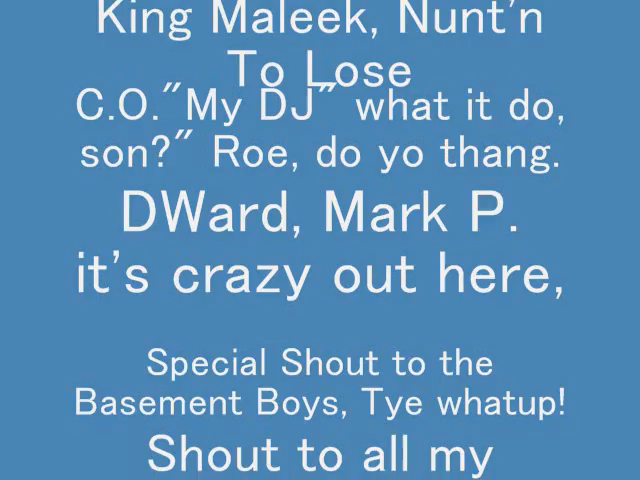 King Maleek, Nunt'n
To Lose
C.O."My DJ" what it do,
son?" Roe, do yo thang.
DWard, Mark P.
it's crazy out here,
Special Shout to the
Basement Boys, Tye whatup!
Shout to all my